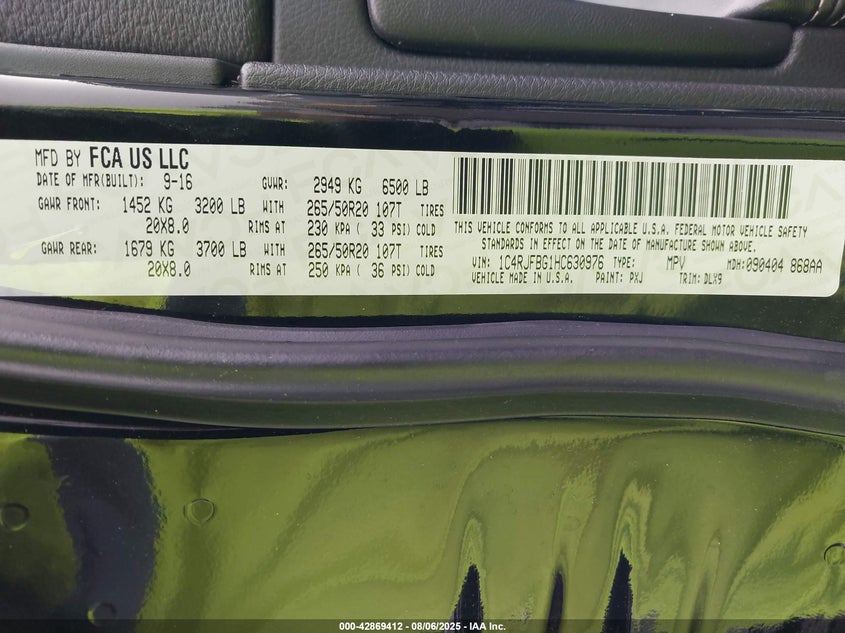 MFD BY FCA US LLC
DATE OF MFR(BUILT): 9-16 GVWR: 2949 KG 6500 LB
GAWR FRONT: 1452 KG 3200 LB WITH 265/50R20 107T TIRES
20X8.0 RIMS AT 230 KPA ( 33 PSI) COLD
GAWR REAR: 1679 KG 3700 LB WITH 265/50R20 107T TIRES
20X8.0 RIMS AT 250 KPA ( 36 PSI) COLD
THIS VEHICLE CONFORMS TO ALL APPLICABLE U.S.A. FEDERAL MOTOR VEHICLE SAFETY
STANDARDS IN EFFECT ON THE DATE OF MANUFACTURE SHOWN ABOVE.
VIN: 1C4RJFBG1HC630976 TYPE: MPV MDH:090404 868AA
VEHICLE MADE IN U.S.A. PAINT: PXJ TRIM: DLX9
000-42869412 - 08/06/2025 - IAA Inc.